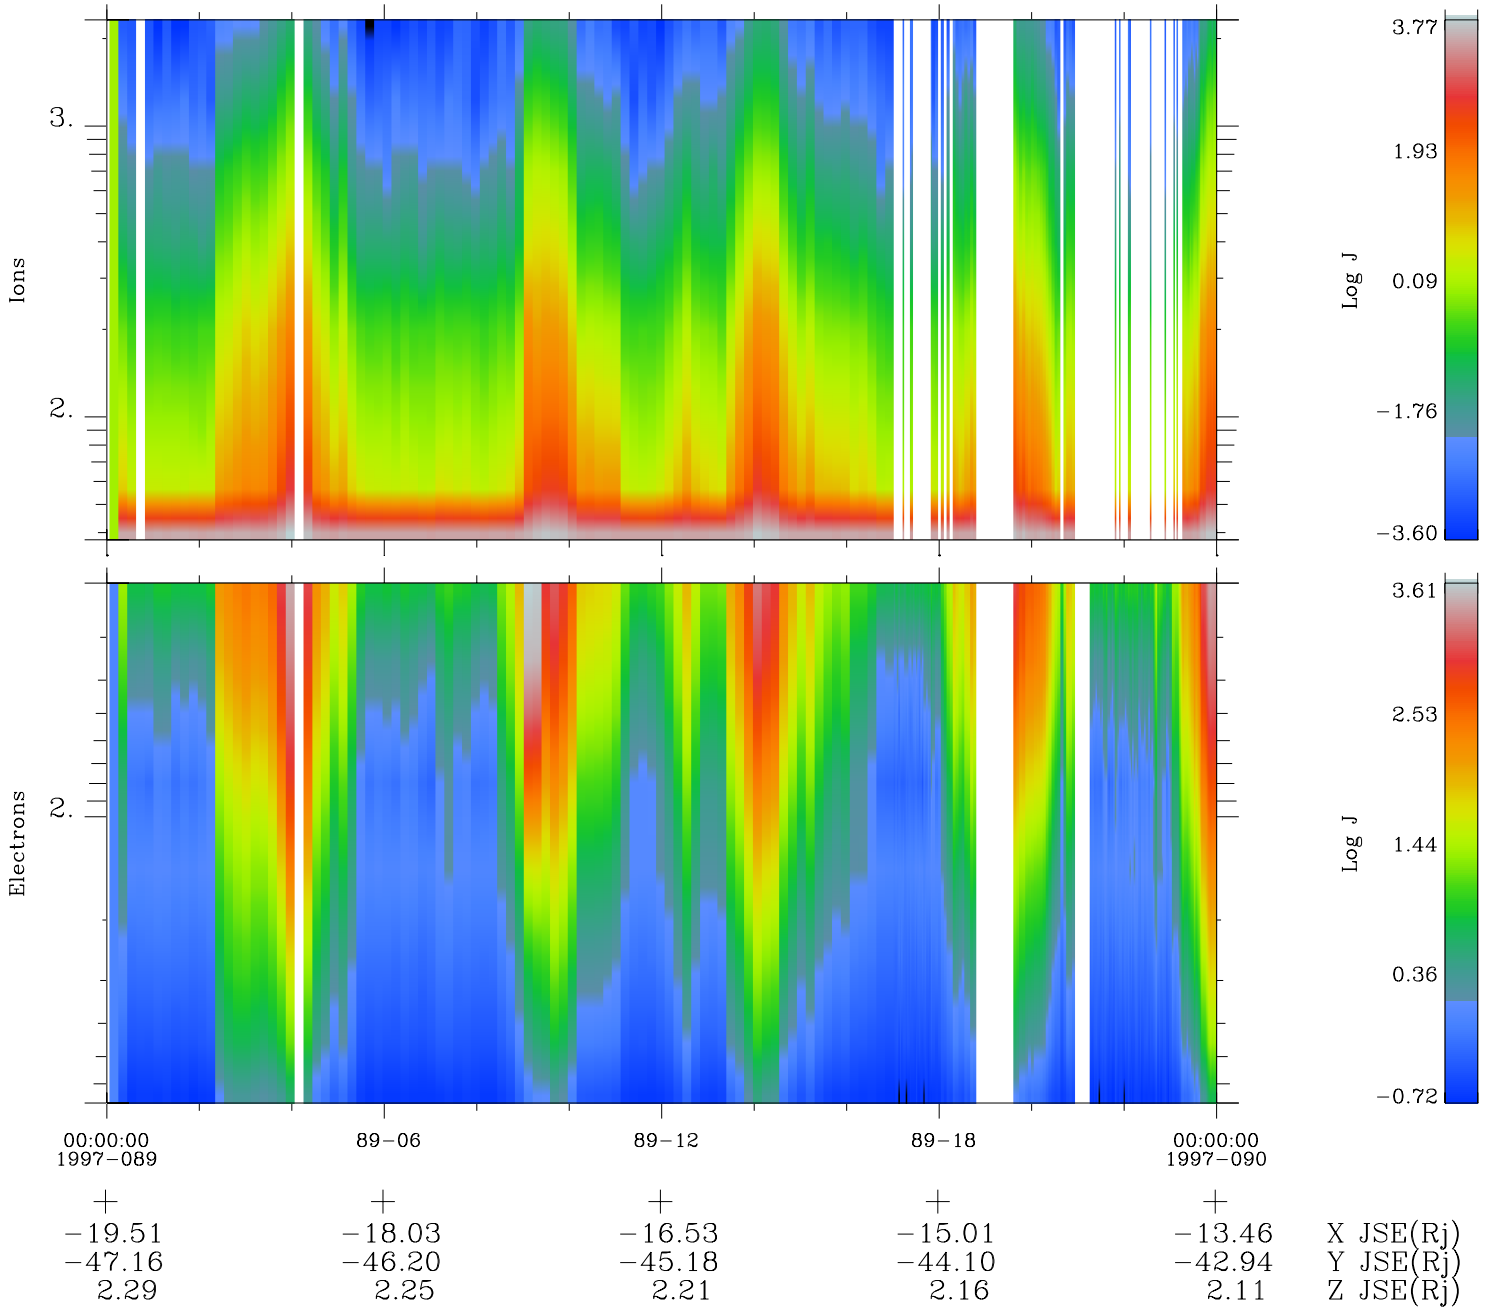 3.77
3.
1.93
Ions
Log J
0.09
2.
−1.76
−3.60
3.61
2.53
Electrons
2.
Log J
1.44
0.36
−0.72
00:00:00 89−06 89−12 89−18 00:00:00
1997−089 1997−090
−19.51 −18.03 −16.53 −15.01 −13.46 X JSE(Rj)
−47.16 −46.20 −45.18 −44.10 −42.94 Y JSE(Rj)
2.29 2.25 2.21 2.16 2.11 Z JSE(Rj)